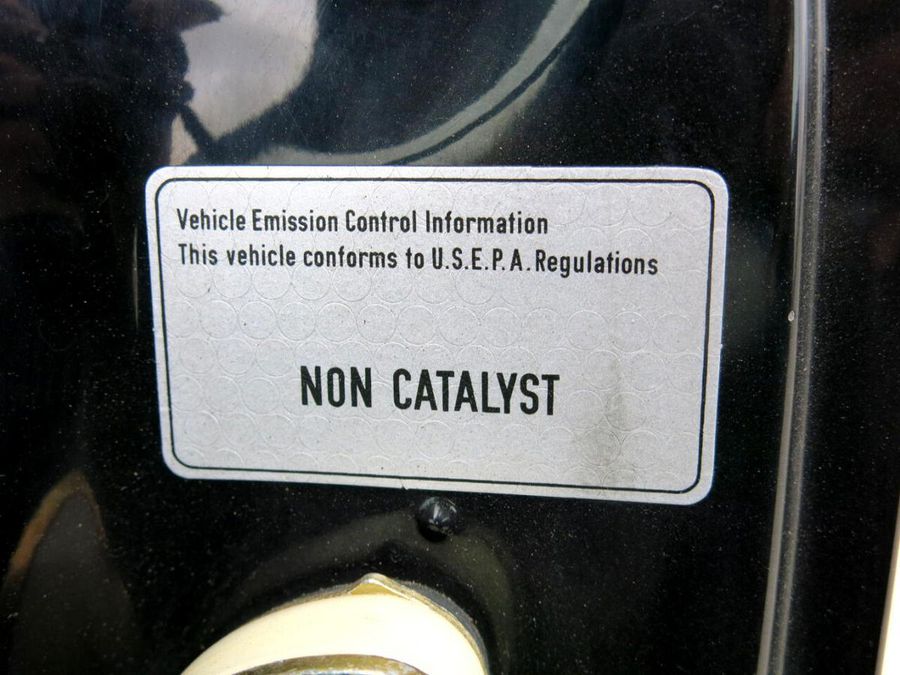 Vehicle Emission Control Information
This vehicle conforms to U.S.E.P.A. Regulations
NON CATALYST